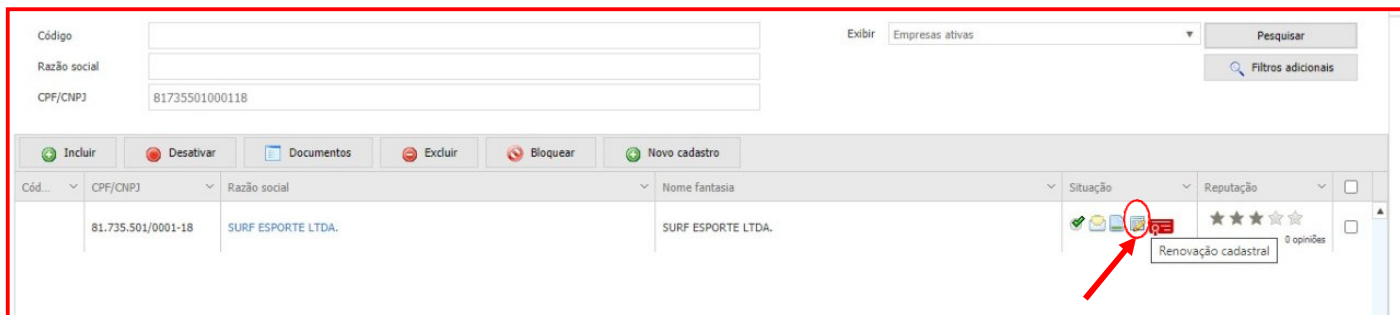 Código
Exibir Empresas ativas Pesquisar
Razão social
Filtros adicionais
CPF/CNPJ 81735501000118
Incluir Desativar Documentos Excluir Bloquear Novo cadastro
Cód... CPF/CNPJ Razão social Nome fantasia Situação Reputação
81.735.501/0001-18 SURF ESPORTE LTDA. SURF ESPORTE LTDA.
0 opiniões
Renovação cadastral